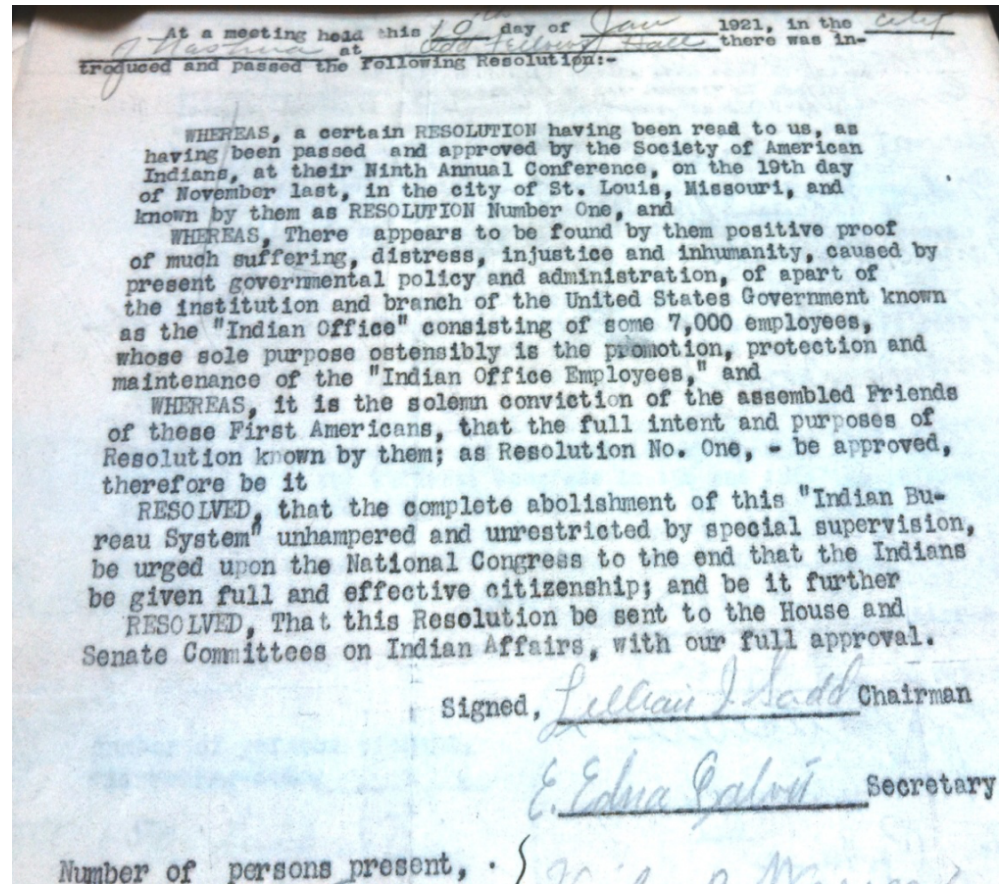 At a meeting held this 10th day of Jan 1921, in the city
of Nashua at Odd Fellows Hall there was in-
troduced and passed the following Resolution:-
WHEREAS, a certain RESOLUTION having been read to us, as
having been passed and approved by the Society of American
Indians, at their Ninth Annual Conference, on the 19th day
of November last, in the city of St. Louis, Missouri, and
known by them as RESOLUTION Number One, and
WHEREAS, There appears to be found by them positive proof
of much suffering, distress, injustice and inhumanity, caused by
present governmental policy and administration, of apart of
the institution and branch of the United States Government known
as the "Indian Office" consisting of some 7,000 employees,
whose sole purpose ostensibly is the promotion, protection and
maintenance of the "Indian Office Employees," and
WHEREAS, it is the solemn conviction of the assembled Friends
of these First Americans, that the full intent and purposes of
Resolution known by them; as Resolution No. One, - be approved,
therefore be it
RESOLVED, that the complete abolishment of this "Indian Bu-
reau System" unhampered and unrestricted by special supervision,
be urged upon the National Congress to the end that the Indians
be given full and effective citizenship; and be it further
RESOLVED, That this Resolution be sent to the House and
Senate Committees on Indian Affairs, with our full approval.
Signed, Lillian J. Sadd Chairman
E. Edna Calvit Secretary
Number of persons present,